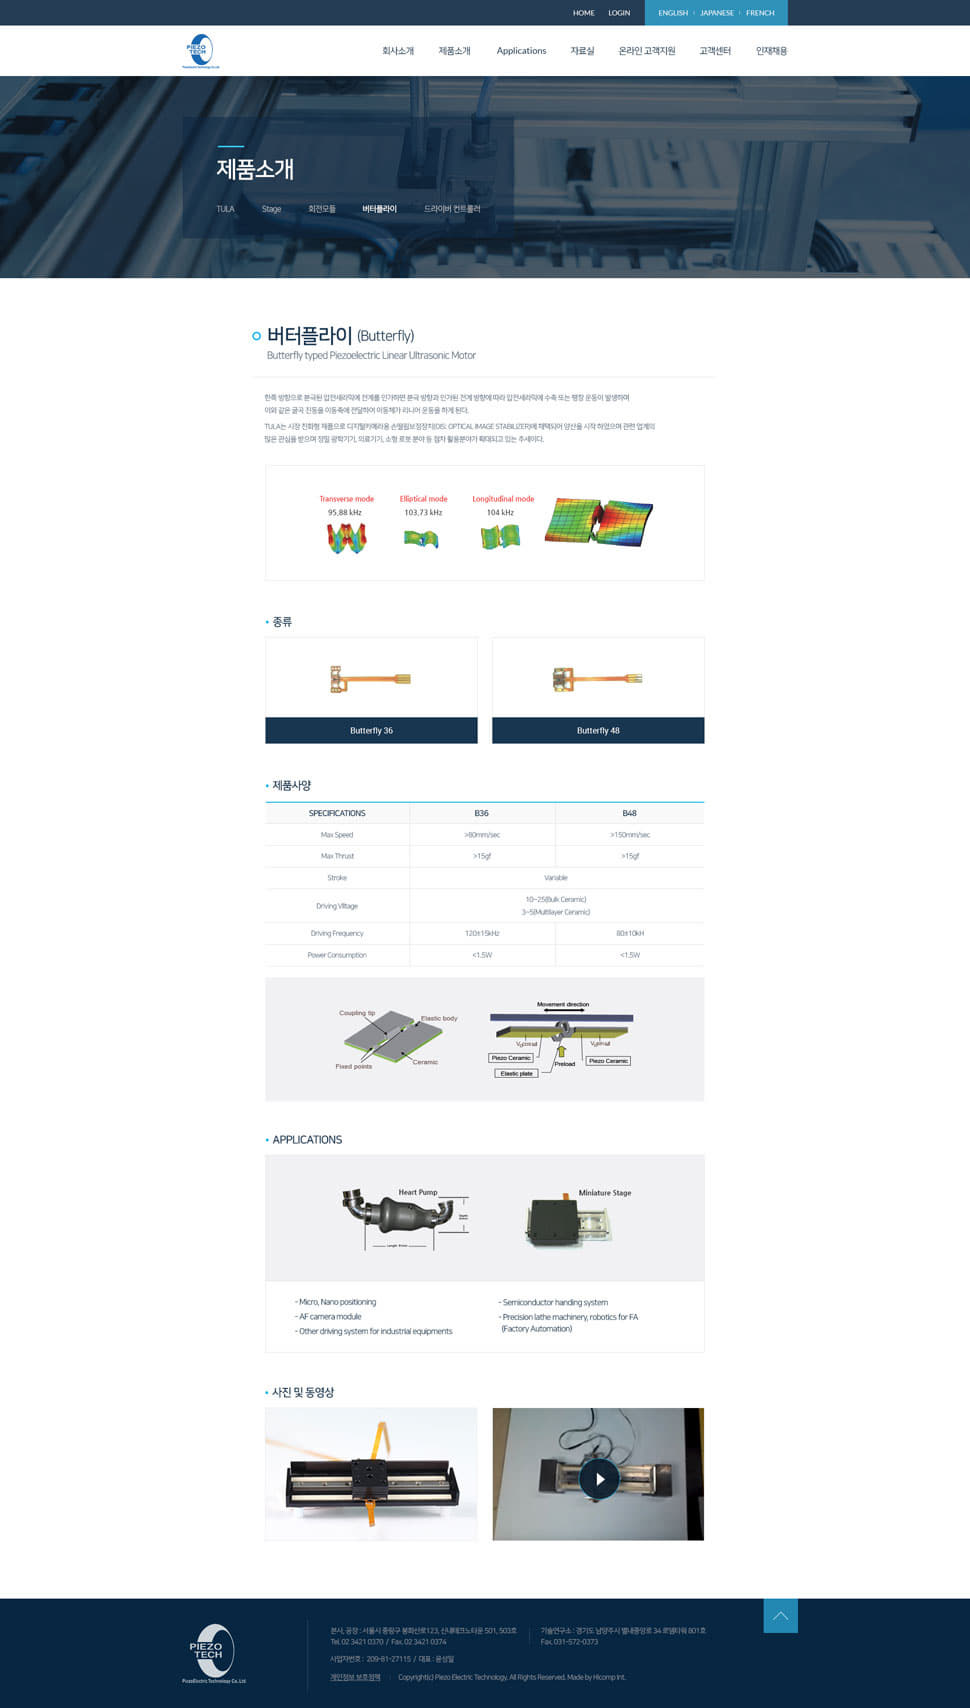 HOME LOGIN ENGLISH JAPANESE FRENCH
PIEZO
TECH
회사소개 제품소개 Applications 자료실 온라인 고객지원 고객센터 인재채용
제품소개
TULA Stage 회전모듈 버터플라이 드라이버 컨트롤러
버터플라이 (Butterfly)
Butterfly typed Piezoelectric Linear Ultrasonic Motor
한쪽 방향으로 분극된 압전세라믹에 전계를 인가하면 분극 방향과 인가된 전계 방향에 따라 압전세라믹에 수축 또는 팽창 운동이 발생하며
이와 같은 굴곡 진동을 이동축에 전달하여 이동체가 리니어 운동을 하게 된다.
TULA는 시장 친화형 제품으로 디지탈카메라용 손떨림보정장치(OIS: OPTICAL IMAGE STABILIZER)에 채택되어 양산을 시작 하였으며 관련 업계의
많은 관심을 받으며 정밀 광학기기, 의료기기, 소형 로봇 분야 등 점차 활용분야가 확대되고 있는 추세이다.
Transverse mode Elliptical mode Longitudinal mode
95,88 kHz 103,73 kHz 104 kHz
종류
Butterfly 36 Butterfly 48
제품사양
SPECIFICATIONS B36 B48
Max Speed >80mm/sec >150mm/sec
Max Thrust >15gf >15gf
Stroke Variable
Driving Vlltage 10~25(Bulk Ceramic)
3~5(Multilayer Ceramic)
Driving Frequency 120±15kHz 80±10kH
Power Consumption <1.5W <1.5W
Movement direction
Coupling tip
Elastic body
Fixed points
Ceramic
Piezo Ceramic
Preload
Piezo Ceramic
Elastic plate
APPLICATIONS
Heart Pump Miniature Stage
- Micro, Nano positioning
- AF camera module
- Other driving system for industrial equipments
- Semiconductor handing system
- Precision lathe machinery, robotics for FA
(Factory Automation)
사진 및 동영상
PIEZO
TECH
PiezoElectric Technology Co., Ltd
본사, 공장 : 서울시 중랑구 봉화산로123, 신내테크노타운 501, 503호
Tel. 02 3421 0370 / Fax. 02 3421 0374
기술연구소 : 경기도 남양주시 별내중앙로 34 로뎀타워 801호
Fax. 031-572-0373
사업자번호 : 209-81-27115 / 대표 : 윤성일
개인정보 보호정책 Copyright(c) Piezo Electric Technology. All Rights Reserved. Made by Hicomp Int.